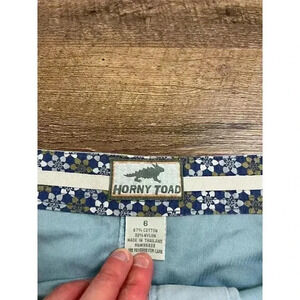 HORNY TOAD
6
67% COTTON
33% NYLON
MADE IN THAILAND
SEE REVERSE FOR CARE